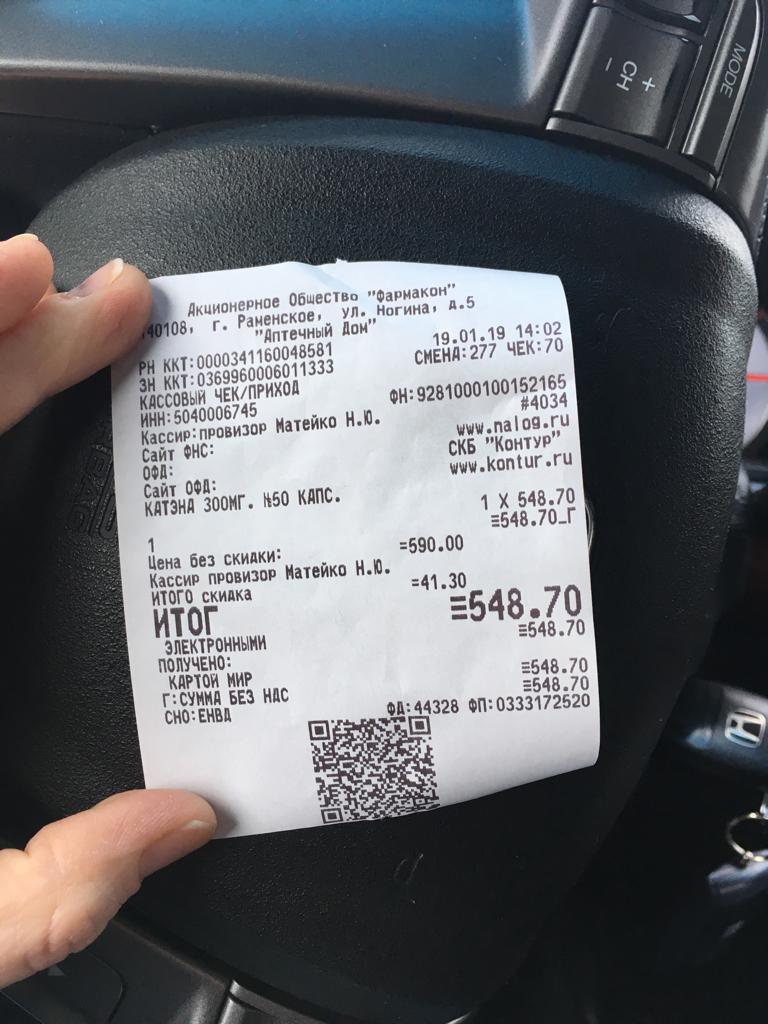 MODE
+
CH
−
Акционерное Общество "Фармакон"
140108, г. Раменское, ул. Ногина, д.5
"Аптечный Дом"
19.01.19 14:02
РН ККТ:0000341160048581 СМЕНА:277 ЧЕК:70
ЗН ККТ:0369960006011333
КАССОВЫЙ ЧЕК/ПРИХОД ФН:9281000100152165
ИНН:5040006745 #4034
Кассир:провизор Матейко Н.Ю.
Сайт ФНС: www.nalog.ru
ОФД: СКБ "Контур"
Сайт ОФД: www.kontur.ru
КАТЭНА 300МГ. №50 КАПС.
1 X 548.70
1 ≡548.70_Г
Цена без скидки: =590.00
Кассир провизор Матейко Н.Ю.
ИТОГО скидка =41.30
ИТОГ ≡548.70
ЭЛЕКТРОННЫМИ ≡548.70
ПОЛУЧЕНО:
КАРТОЙ МИР ≡548.70
Г:СУММА БЕЗ НДС ≡548.70
СНО:ЕНВД ФД:44328 ФП:0333172520